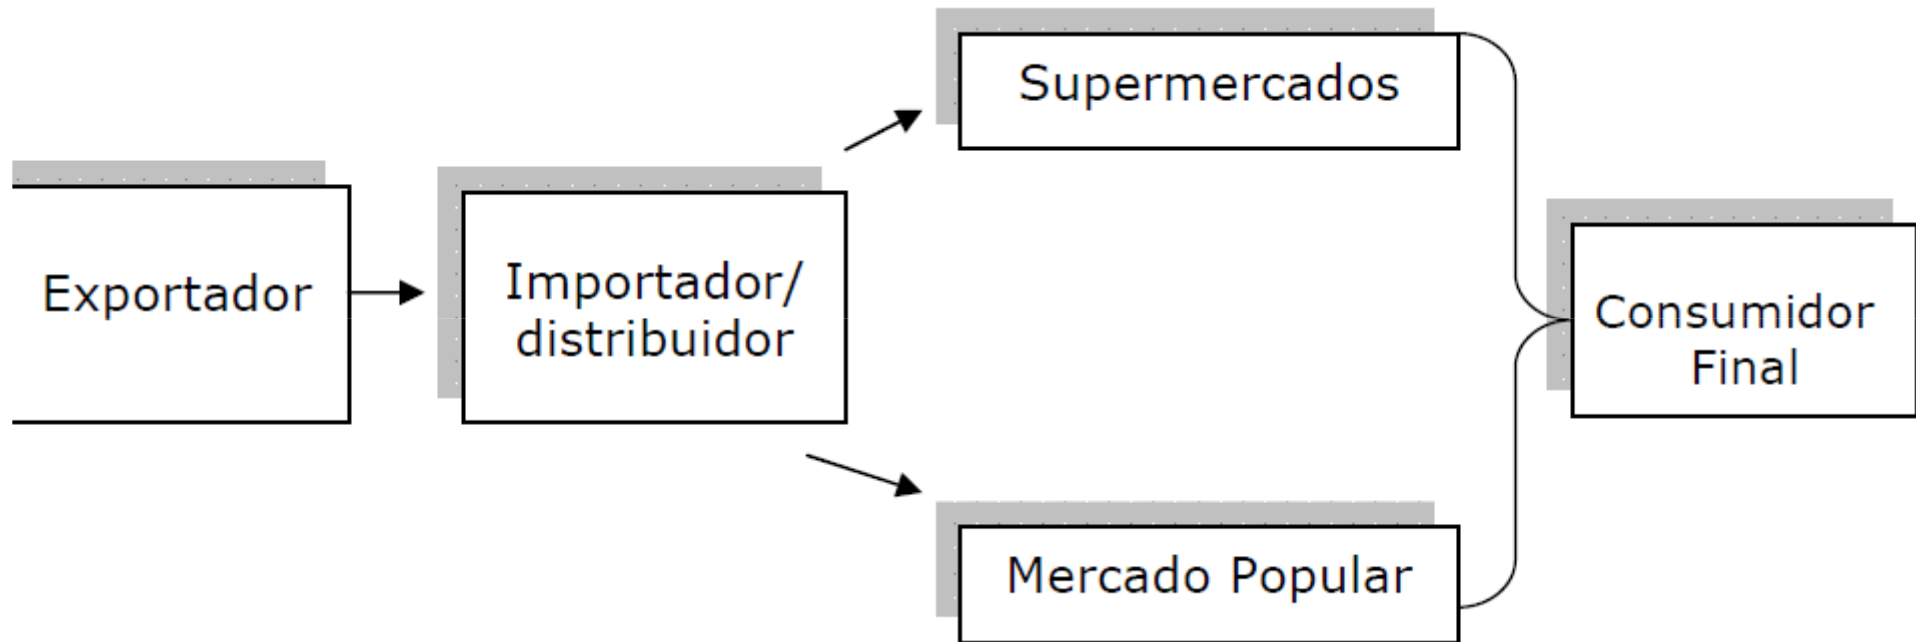 Exportador
Importador/
distribuidor
Supermercados
Mercado Popular
Consumidor
Final